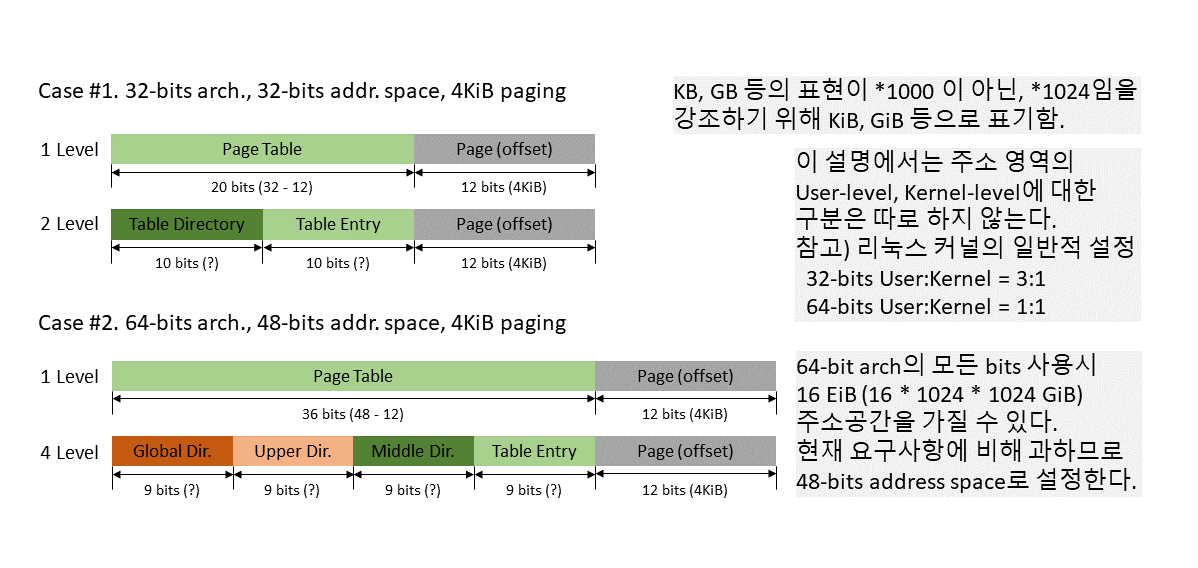 Case #1. 32-bits arch., 32-bits addr. space, 4KiB paging
1 Level
Page Table
Page (offset)
20 bits (32 - 12)
12 bits (4KiB)
2 Level
Table Directory
Table Entry
Page (offset)
10 bits (?)
10 bits (?)
12 bits (4KiB)
Case #2. 64-bits arch., 48-bits addr. space, 4KiB paging
1 Level
Page Table
Page (offset)
36 bits (48 - 12)
12 bits (4KiB)
4 Level
Global Dir.
Upper Dir.
Middle Dir.
Table Entry
Page (offset)
9 bits (?)
9 bits (?)
9 bits (?)
9 bits (?)
12 bits (4KiB)
KB, GB 등의 표현이 *1000 이 아닌, *1024임을
강조하기 위해 KiB, GiB 등으로 표기함.
이 설명에서는 주소 영역의
User-level, Kernel-level에 대한
구분은 따로 하지 않는다.
참고) 리눅스 커널의 일반적 설정
32-bits User:Kernel = 3:1
64-bits User:Kernel = 1:1
64-bit arch의 모든 bits 사용시
16 EiB (16 * 1024 * 1024 GiB)
주소공간을 가질 수 있다.
현재 요구사항에 비해 과하므로
48-bits address space로 설정한다.